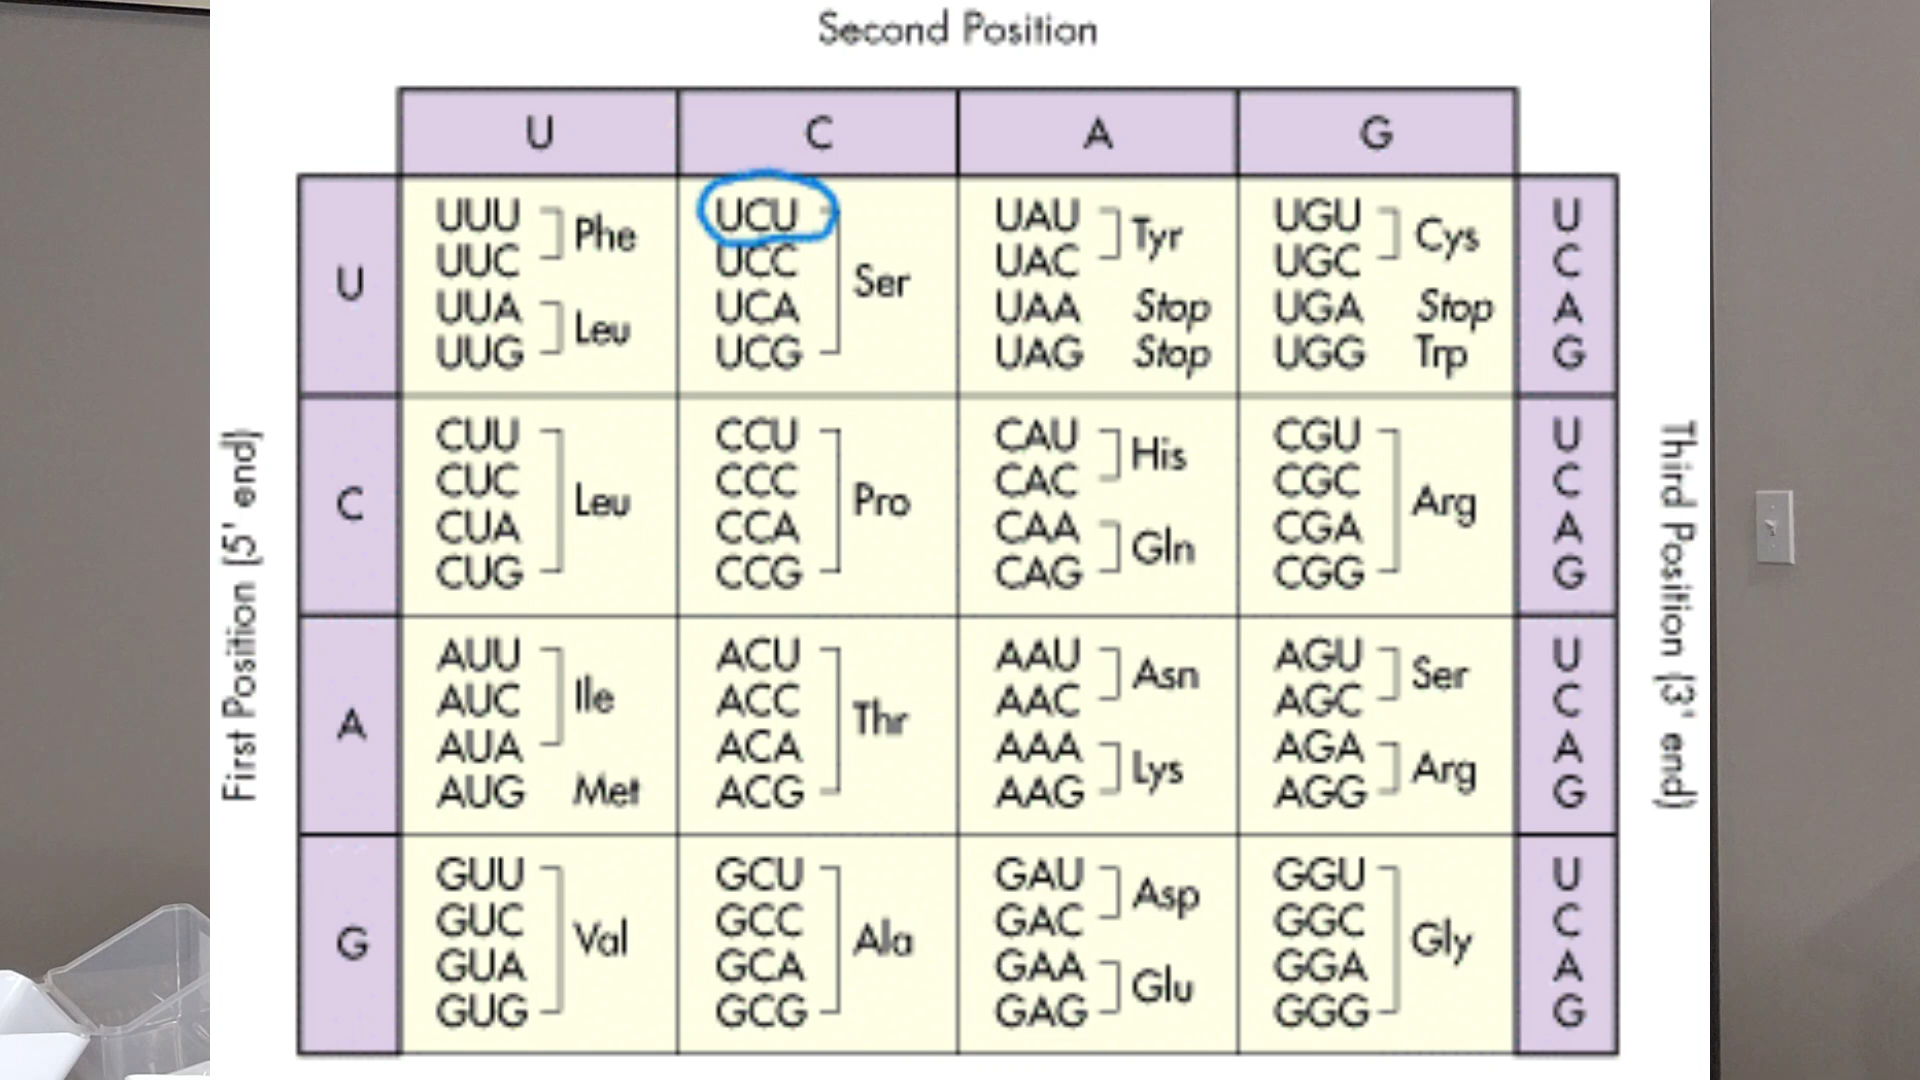 Second Position
U C A G
First Position (5' end)
Third Position (3' end)
U
UUU
UUC
Phe
UUA
UUG
Leu
UCU
UCC
UCA
UCG
Ser
UAU
UAC
Tyr
UAA Stop
UAG Stop
UGU
UGC
Cys
UGA Stop
UGG Trp
U
C
A
G
C
CUU
CUC
CUA
CUG
Leu
CCU
CCC
CCA
CCG
Pro
CAU
CAC
His
CAA
CAG
Gln
CGU
CGC
CGA
CGG
Arg
U
C
A
G
A
AUU
AUC
AUA
Ile
AUG Met
ACU
ACC
ACA
ACG
Thr
AAU
AAC
Asn
AAA
AAG
Lys
AGU
AGC
Ser
AGA
AGG
Arg
U
C
A
G
G
GUU
GUC
GUA
GUG
Val
GCU
GCC
GCA
GCG
Ala
GAU
GAC
Asp
GAA
GAG
Glu
GGU
GGC
GGA
GGG
Gly
U
C
A
G